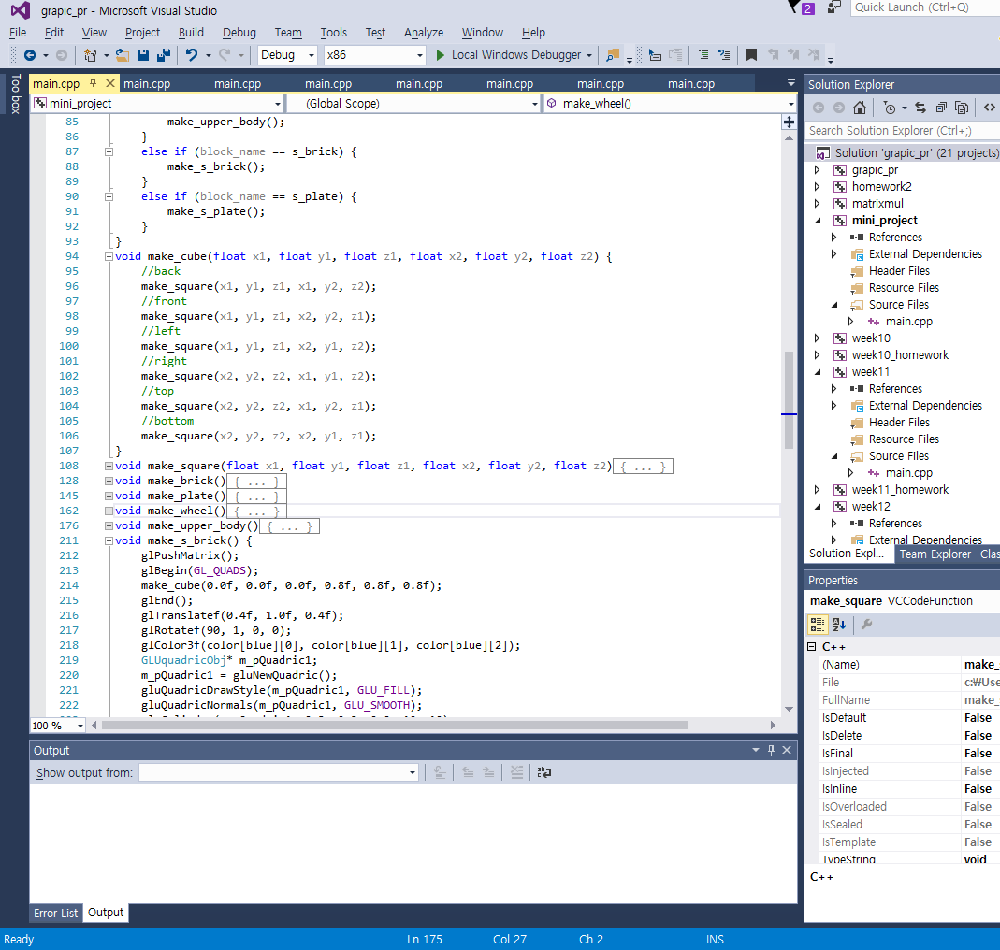 grapic_pr - Microsoft Visual Studio
2
Quick Launch (Ctrl+Q)
File Edit View Project Build Debug Team Tools Test Analyze Window Help
Debug x86 Local Windows Debugger
Toolbox
main.cpp main.cpp main.cpp main.cpp main.cpp main.cpp main.cpp main.cpp
mini_project (Global Scope) make_wheel()
85 make_upper_body();
86 }
87 else if (block_name == s_brick) {
88 make_s_brick();
89 }
90 else if (block_name == s_plate) {
91 make_s_plate();
92 }
93 }
94 void make_cube(float x1, float y1, float z1, float x2, float y2, float z2) {
95 //back
96 make_square(x1, y1, z1, x1, y2, z2);
97 //front
98 make_square(x1, y1, z1, x2, y2, z1);
99 //left
100 make_square(x1, y1, z1, x2, y1, z2);
101 //right
102 make_square(x2, y2, z2, x1, y1, z2);
103 //top
104 make_square(x2, y2, z2, x1, y2, z1);
105 //bottom
106 make_square(x2, y2, z2, x2, y1, z1);
107 }
108 void make_square(float x1, float y1, float z1, float x2, float y2, float z2) { ... }
128 void make_brick() { ... }
145 void make_plate() { ... }
162 void make_wheel() { ... }
176 void make_upper_body() { ... }
211 void make_s_brick() {
212 glPushMatrix();
213 glBegin(GL_QUADS);
214 make_cube(0.0f, 0.0f, 0.0f, 0.8f, 0.8f, 0.8f);
215 glEnd();
216 glTranslatef(0.4f, 1.0f, 0.4f);
217 glRotatef(90, 1, 0, 0);
218 glColor3f(color[blue][0], color[blue][1], color[blue][2]);
219 GLUquadricObj* m_pQuadric1;
220 m_pQuadric1 = gluNewQuadric();
221 gluQuadricDrawStyle(m_pQuadric1, GLU_FILL);
222 gluQuadricNormals(m_pQuadric1, GLU_SMOOTH);
100 %
Output
Show output from:
Error List Output
Solution Explorer
Search Solution Explorer (Ctrl+;)
Solution 'grapic_pr' (21 projects)
grapic_pr
homework2
matrixmul
mini_project
References
External Dependencies
Header Files
Resource Files
Source Files
main.cpp
week10
week10_homework
week11
References
External Dependencies
Header Files
Resource Files
Source Files
main.cpp
week11_homework
week12
References
External Dependencies
Solution Expl... Team Explorer Clas
Properties
make_square VCCodeFunction
C++
(Name) make_
File c:₩Use
FullName make_
IsDefault False
IsDelete False
IsFinal False
IsInjected False
IsInline False
IsOverloaded False
IsSealed False
IsTemplate False
TypeString void
C++
Ready Ln 175 Col 27 Ch 2 INS